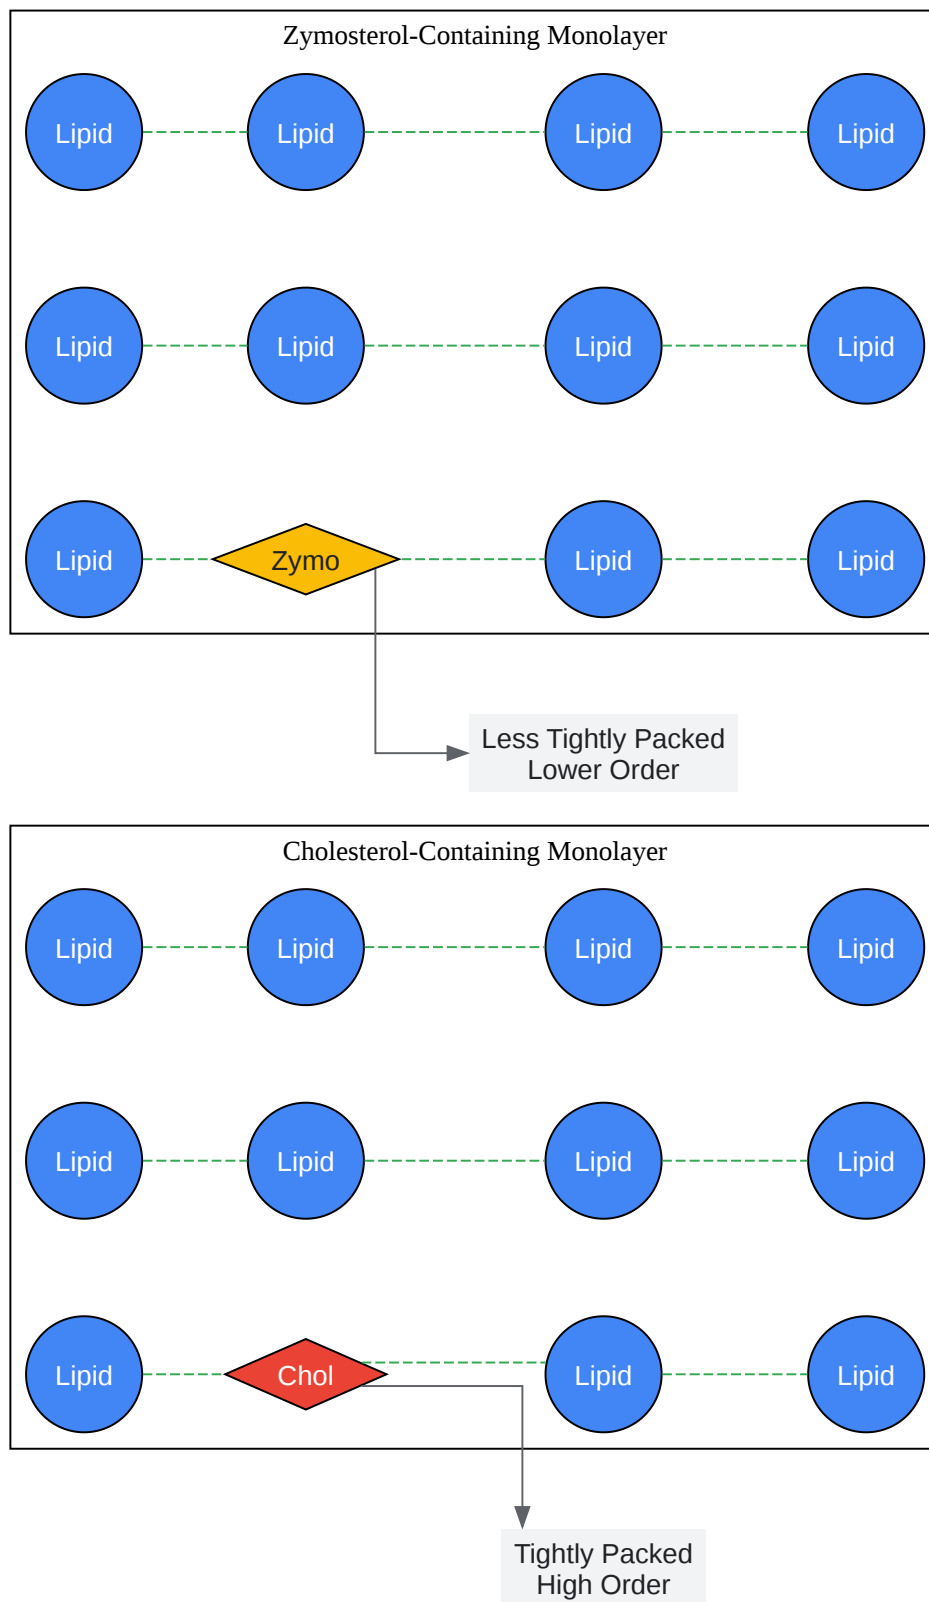 Zymosterol-Containing Monolayer
Lipid Lipid Lipid Lipid
Lipid Lipid Lipid Lipid
Lipid Zymo Lipid Lipid
Less Tightly Packed
Lower Order
Cholesterol-Containing Monolayer
Lipid Lipid Lipid Lipid
Lipid Lipid Lipid Lipid
Lipid Chol Lipid Lipid
Tightly Packed
High Order